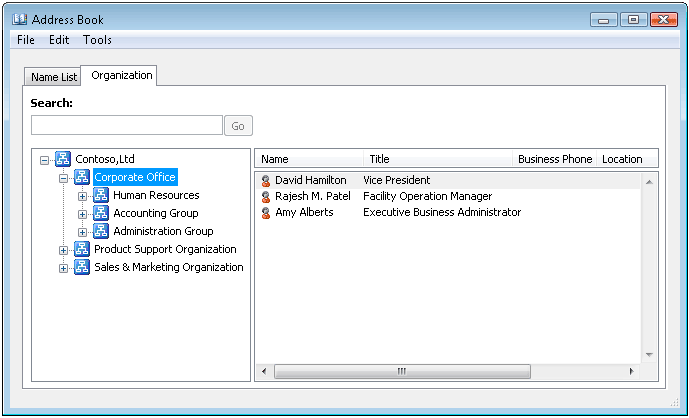 Address Book
File Edit Tools
Name List Organization
Search:
Go
Contoso,Ltd
Corporate Office
Human Resources
Accounting Group
Administration Group
Product Support Organization
Sales & Marketing Organization
Name Title Business Phone Location
David Hamilton Vice President
Rajesh M. Patel Facility Operation Manager
Amy Alberts Executive Business Administrator